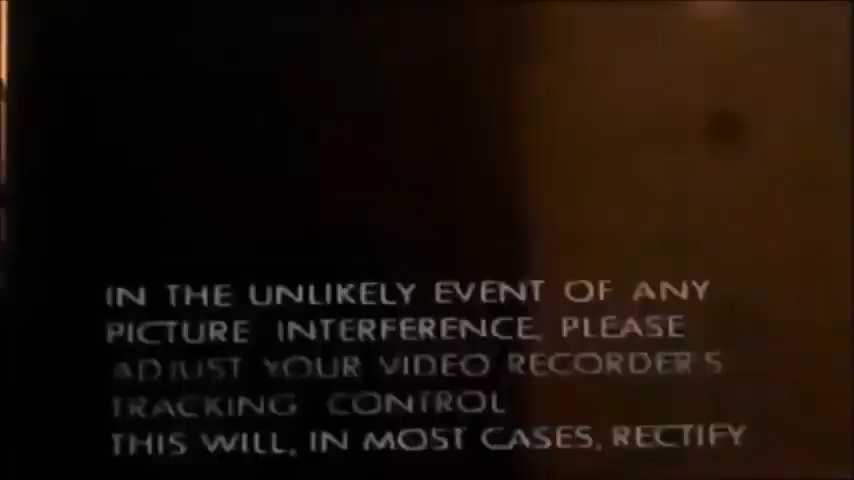 IN THE UNLIKELY EVENT OF ANY
PICTURE INTERFERENCE, PLEASE
ADJUST YOUR VIDEO RECORDER'S
TRACKING CONTROL
THIS WILL, IN MOST CASES, RECTIFY